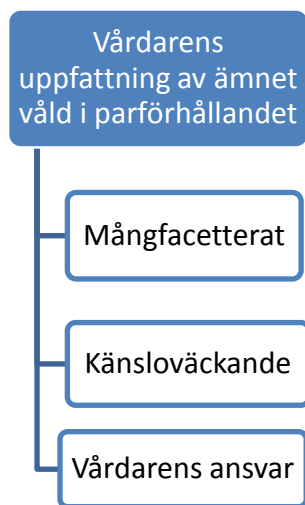 Vårdarens
uppfattning av ämnet
våld i parförhållandet
Mångfacetterat
Känsloväckande
Vårdarens ansvar